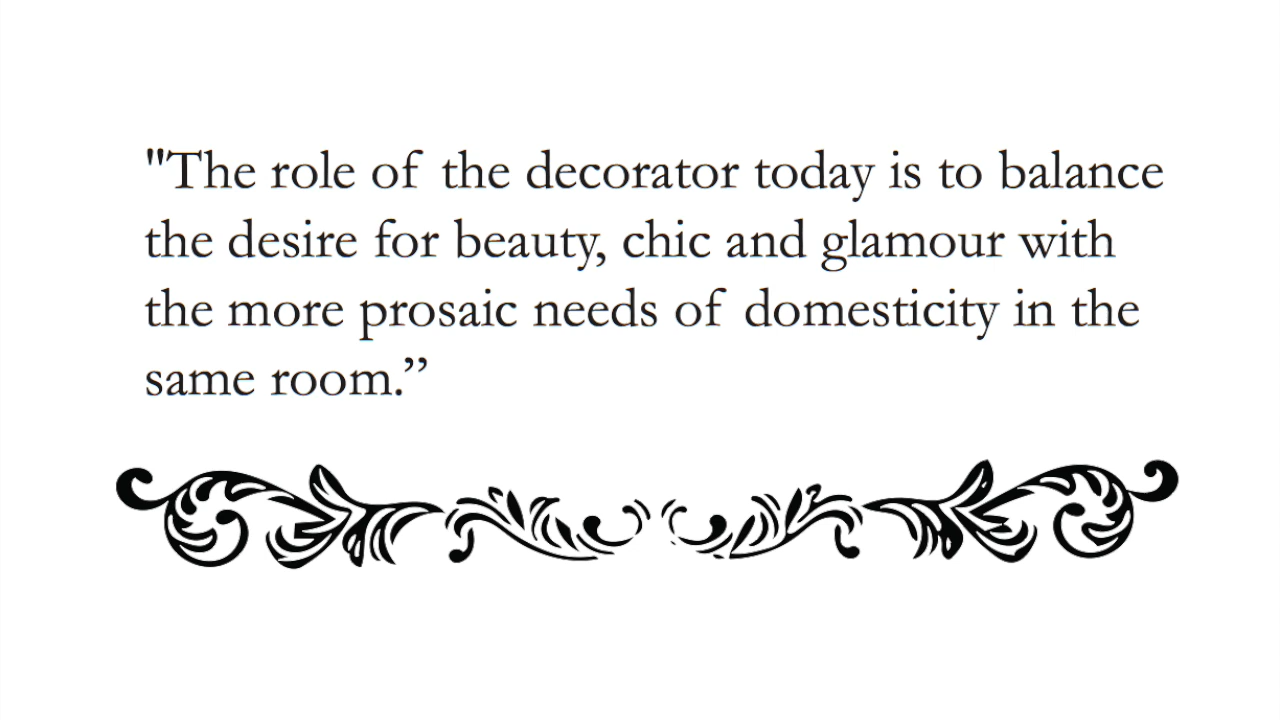 "The role of the decorator today is to balance
the desire for beauty, chic and glamour with
the more prosaic needs of domesticity in the
same room.”